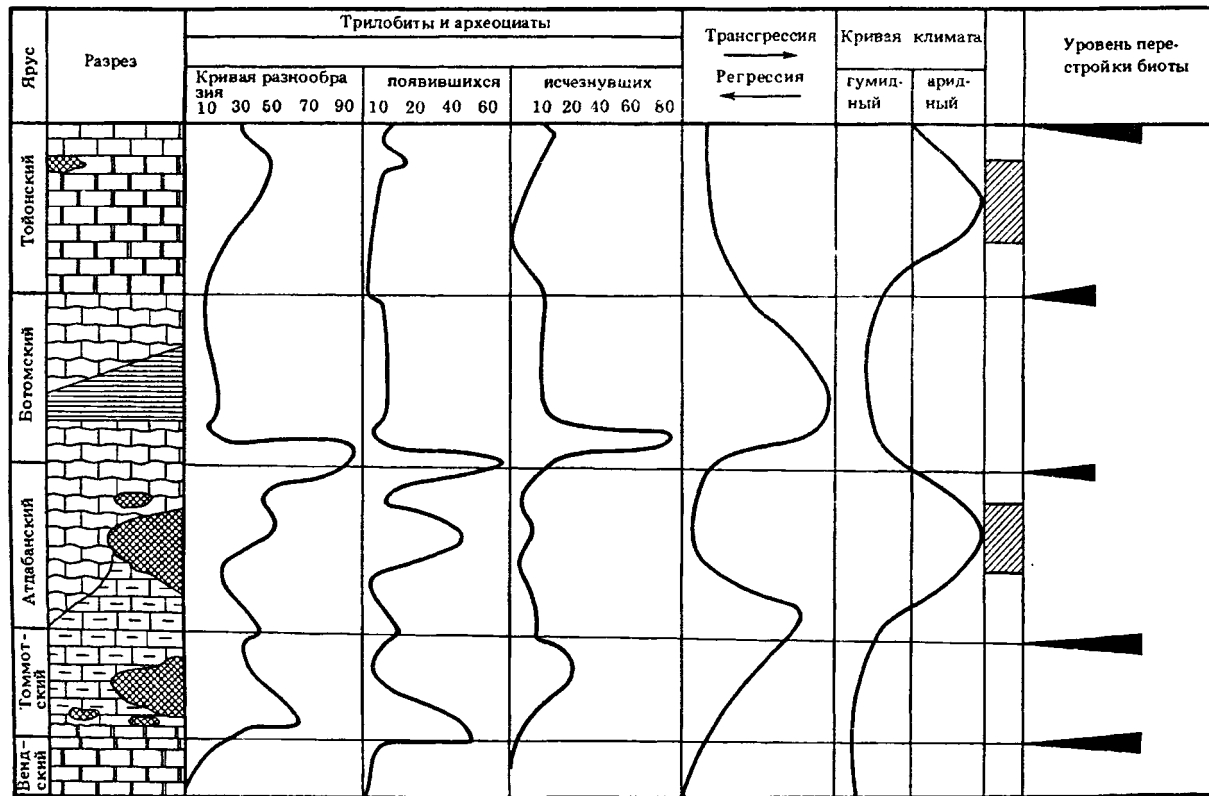 Ярус
Разрез
Трилобиты и археоциаты
Кривая разнообра
зия
10 30 50 70 90
появившихся
10 20 40 60
исчезнувших
10 20 40 60 80
Трансгрессия
Регрессия
Кривая климата
гумид-
ный
арид-
ный
Уровень пере-
стройки биоты
Тойонский
Ботомский
Атдабанский
Томмот-
ский
Венд-
ский